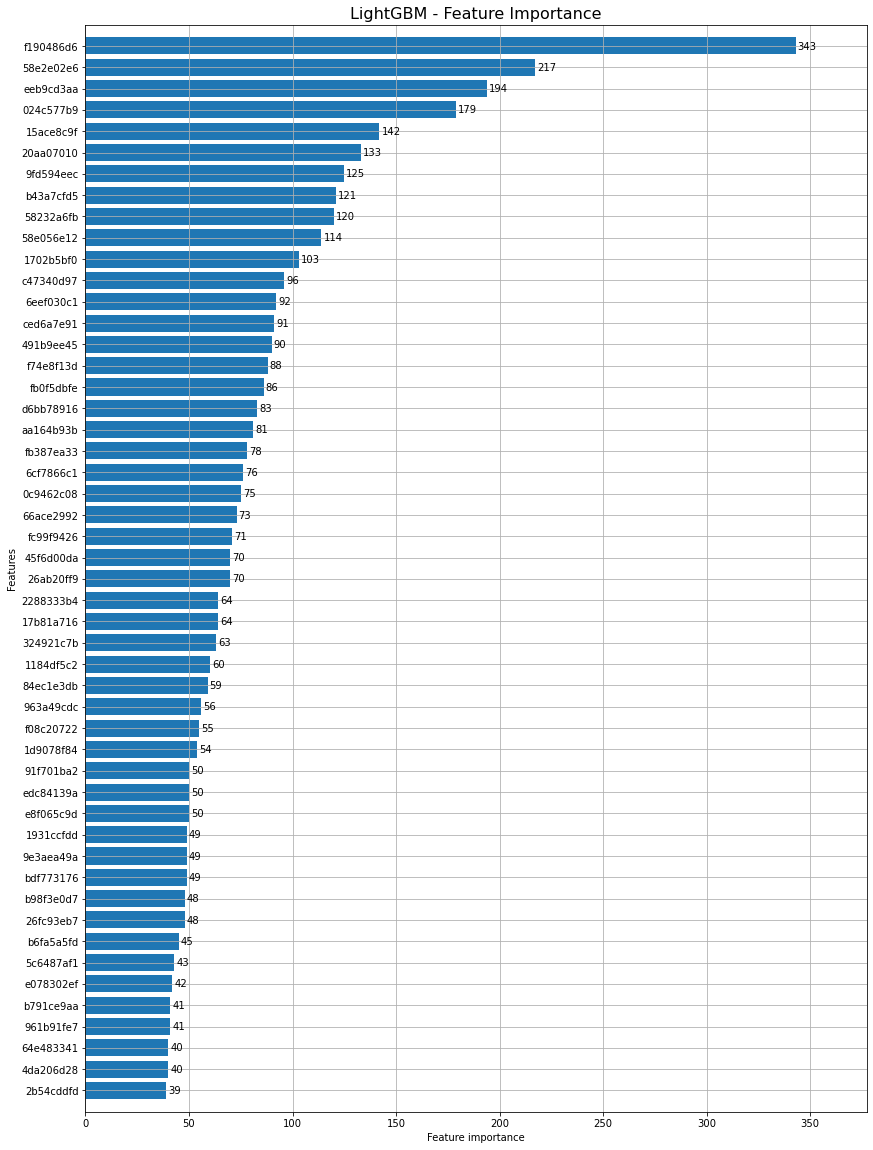 LightGBM - Feature Importance
f190486d6 343
58e2e02e6 217
eeb9cd3aa 194
024c577b9 179
15ace8c9f 142
20aa07010 133
9fd594eec 125
b43a7cfd5 121
58232a6fb 120
58e056e12 114
1702b5bf0 103
c47340d97 96
6eef030c1 92
ced6a7e91 91
491b9ee45 90
f74e8f13d 88
fb0f5dbfe 86
d6bb78916 83
aa164b93b 81
fb387ea33 78
6cf7866c1 76
0c9462c08 75
66ace2992 73
fc99f9426 71
45f6d00da 70
26ab20ff9 70
2288333b4 64
17b81a716 64
324921c7b 63
1184df5c2 60
84ec1e3db 59
963a49cdc 56
f08c20722 55
1d9078f84 54
91f701ba2 50
edc84139a 50
e8f065c9d 50
1931ccfdd 49
9e3aea49a 49
bdf773176 49
b98f3e0d7 48
26fc93eb7 48
b6fa5a5fd 45
5c6487af1 43
e078302ef 42
b791ce9aa 41
961b91fe7 41
64e483341 40
4da206d28 40
2b54cddfd 39
Features
0 50 100 150 200 250 300 350
Feature importance